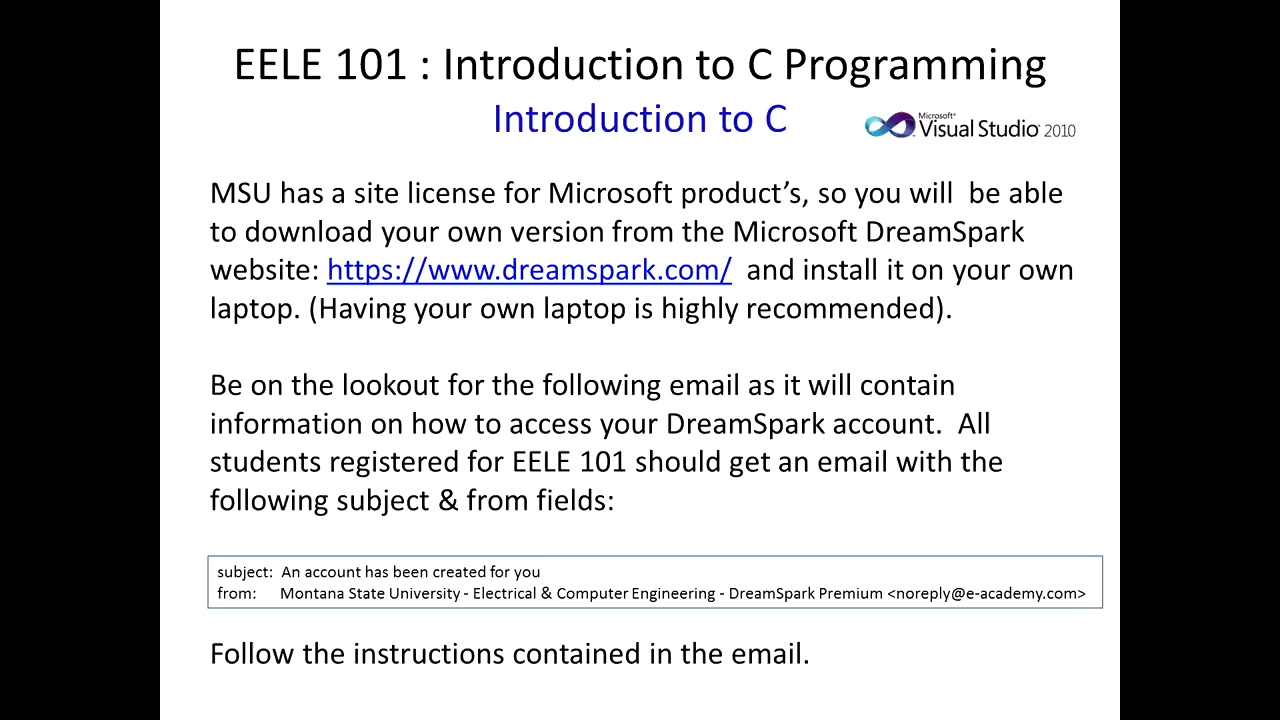 EELE 101 : Introduction to C Programming
Introduction to C
Microsoft®
Visual Studio® 2010
MSU has a site license for Microsoft product’s, so you will  be able
to download your own version from the Microsoft DreamSpark
website: https://www.dreamspark.com/  and install it on your own
laptop. (Having your own laptop is highly recommended).
Be on the lookout for the following email as it will contain
information on how to access your DreamSpark account.  All
students registered for EELE 101 should get an email with the
following subject & from fields:
subject:  An account has been created for you
from:     Montana State University - Electrical & Computer Engineering - DreamSpark Premium <noreply@e-academy.com>
Follow the instructions contained in the email.